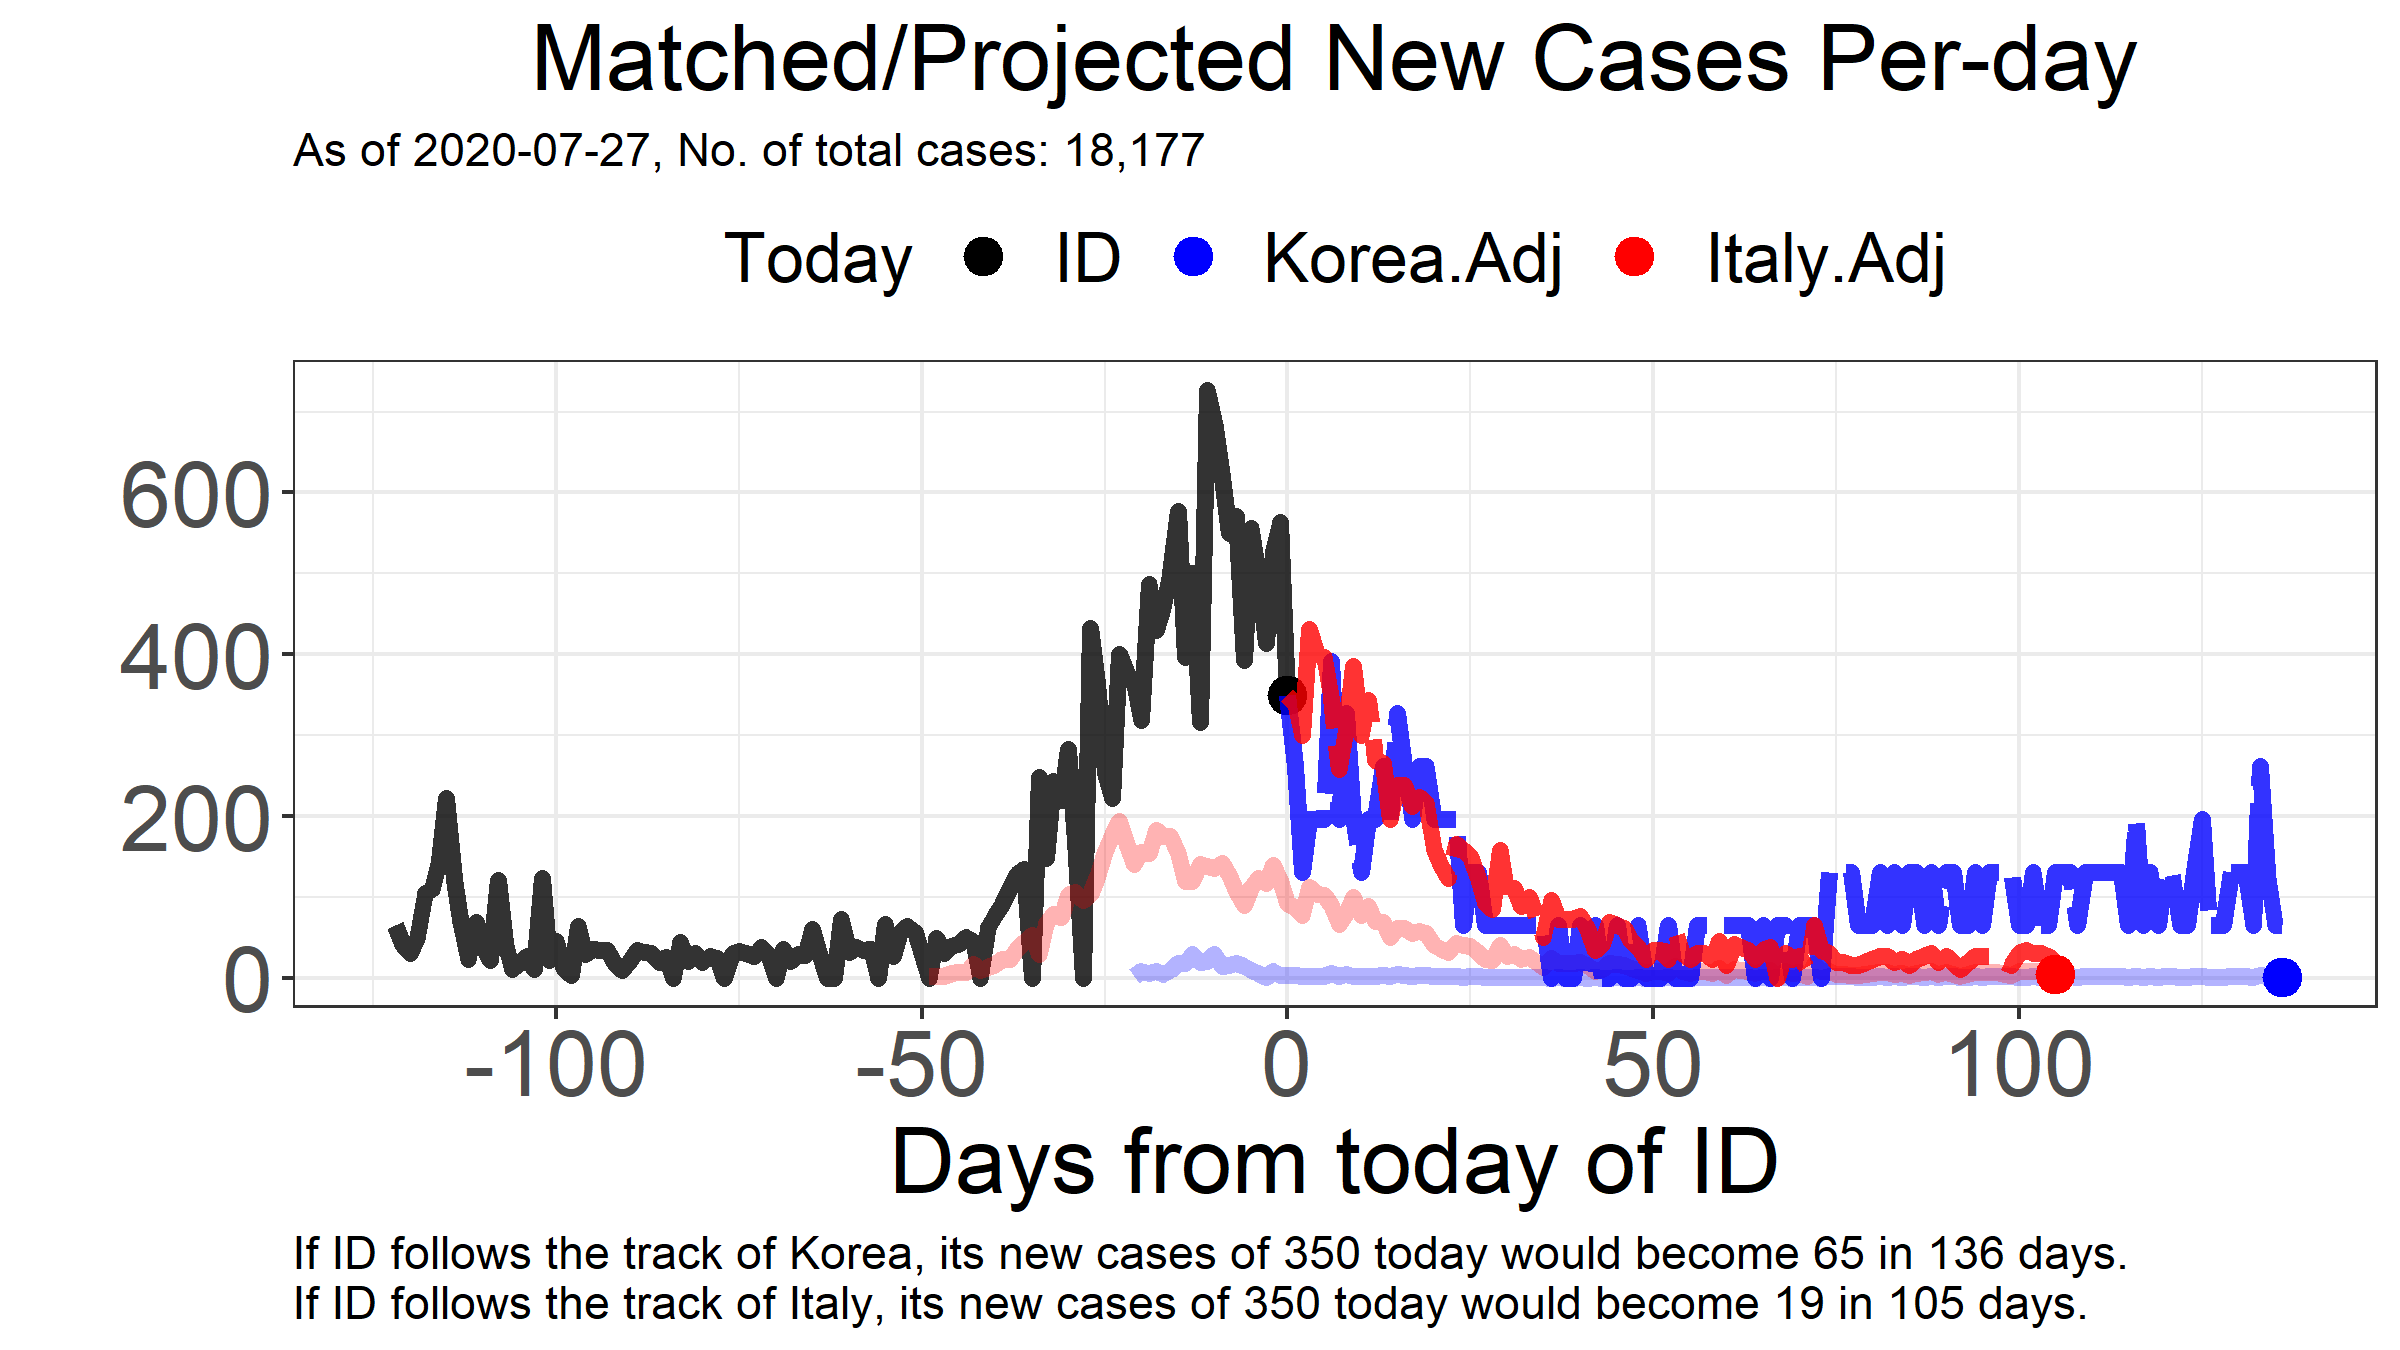 Matched/Projected New Cases Per-day
As of 2020-07-27, No. of total cases: 18,177
Today ID Korea.Adj Italy.Adj
600
400
200
0
-100 -50 0 50 100
Days from today of ID
If ID follows the track of Korea, its new cases of 350 today would become 65 in 136 days.
If ID follows the track of Italy, its new cases of 350 today would become 19 in 105 days.